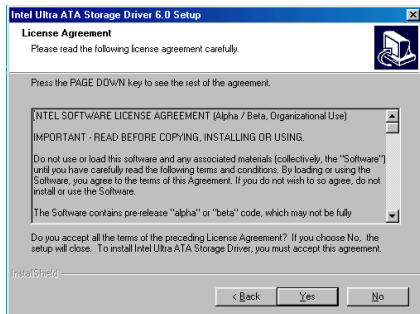 Intel Ultra ATA Storage Driver 6.0 Setup
License Agreement
Please read the following license agreement carefully.
Press the PAGE DOWN key to see the rest of the agreement.
INTEL SOFTWARE LICENSE AGREEMENT (Alpha / Beta, Organizational Use)
IMPORTANT - READ BEFORE COPYING, INSTALLING OR USING.
Do not use or load this software and any associated materials (collectively, the "Software")
until you have carefully read the following terms and conditions. By loading or using the
Software, you agree to the terms of this Agreement. If you do not wish to so agree, do not
install or use the Software.
The Software contains pre-release "alpha" or "beta" code, which may not be fully
Do you accept all the terms of the preceding License Agreement? If you choose No, the
setup will close. To install Intel Ultra ATA Storage Driver, you must accept this agreement.
InstallShield
< Back
Yes
No